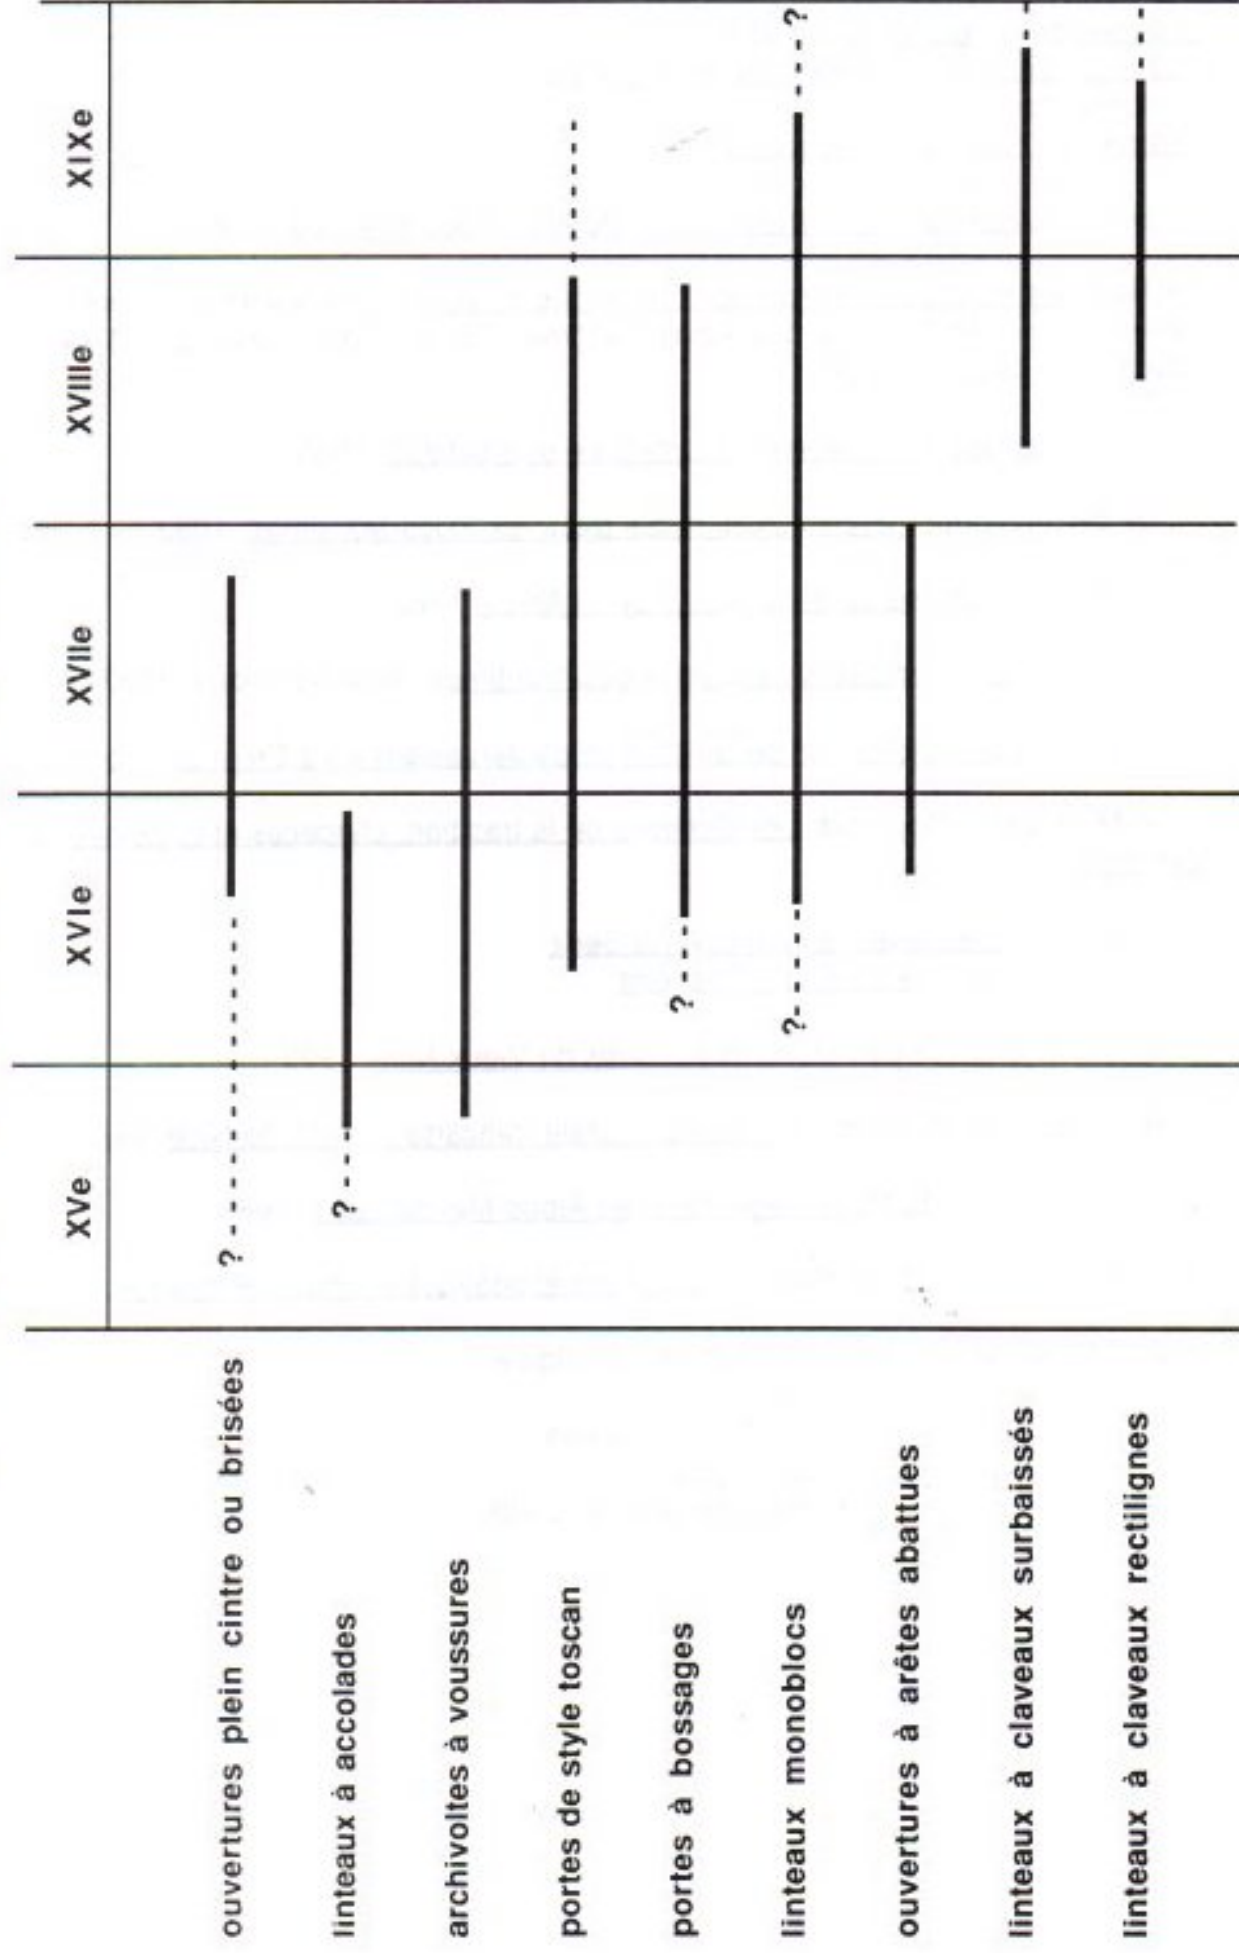 XVe XVIe XVIIe XVIIIe XIXe
ouvertures plein cintre ou brisées ?
linteaux à accolades ?
archivoltes à voussures
portes de style toscan
portes à bossages ?
linteaux monoblocs ? ?
ouvertures à arêtes abattues
linteaux à claveaux surbaissés
linteaux à claveaux rectilignes